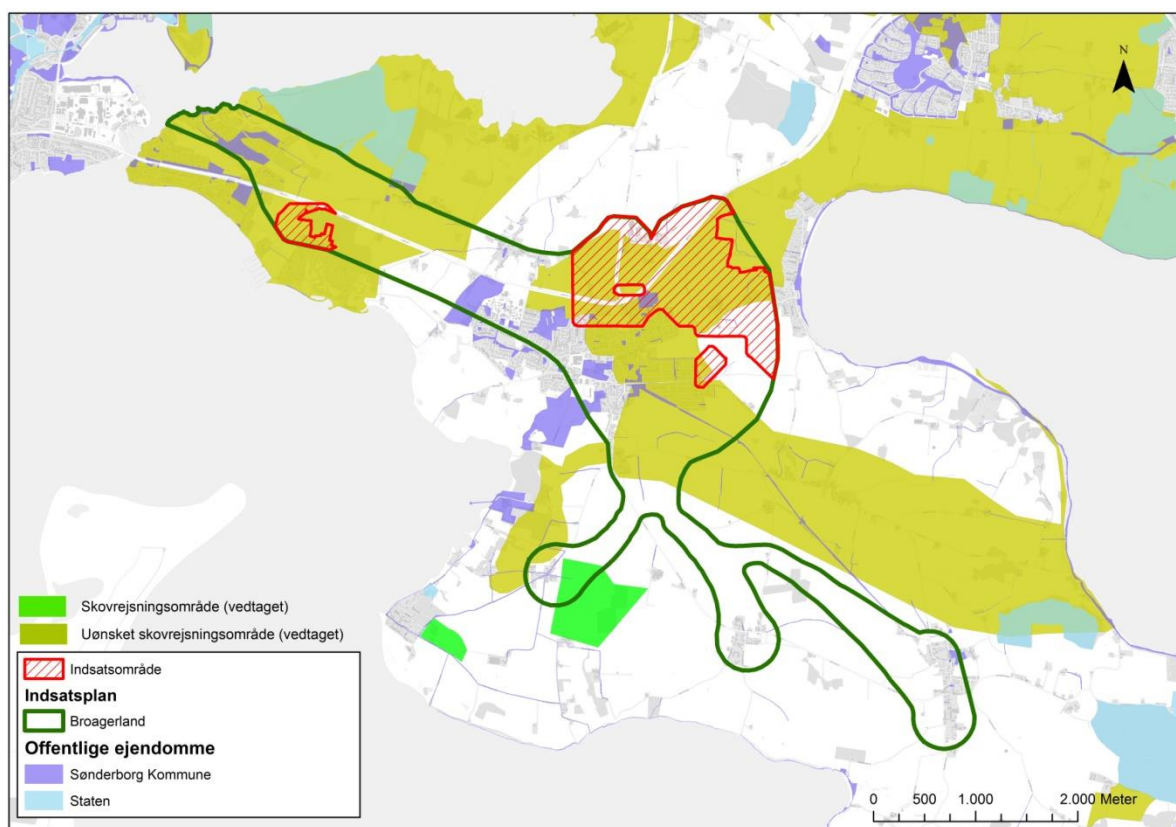 N
Skovrejsningsområde (vedtaget)
Uønsket skovrejsningsområde (vedtaget)
Indsatsområde
Indsatsplan
Broagerland
Offentlige ejendomme
Sønderborg Kommune
Staten
0 500 1.000 2.000 Meter